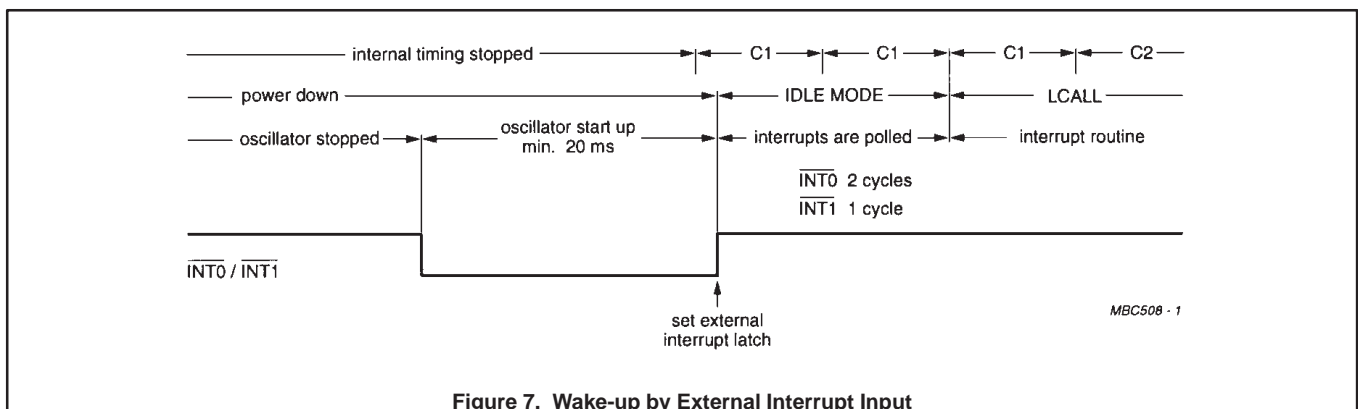 internal timing stopped C1 C1 C1 C2
power down IDLE MODE LCALL
oscillator stopped oscillator start up min. 20 ms interrupts are polled interrupt routine
INT0 2 cycles
INT1 1 cycle
INT0 / INT1
set external
interrupt latch
MBC508 - 1
Figure 7. Wake-up by External Interrupt Input